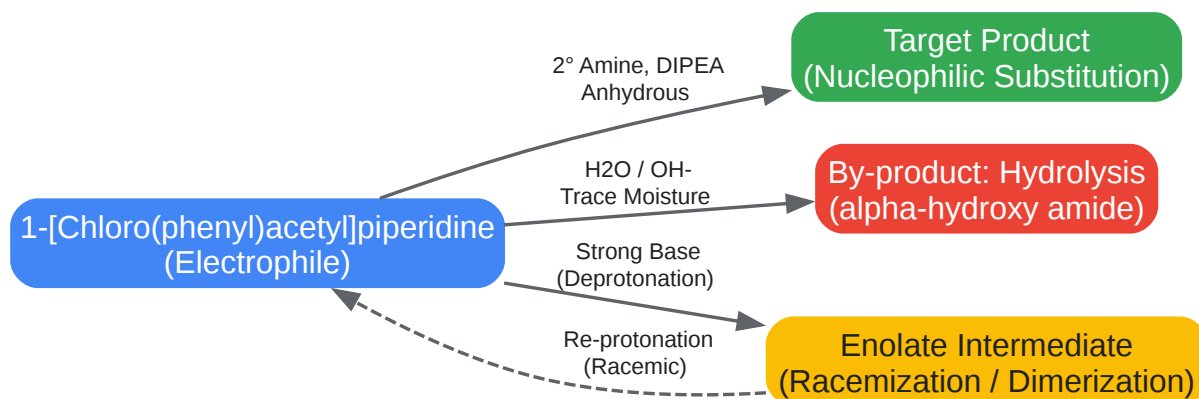 2° Amine, DIPEA
Anhydrous
Target Product
(Nucleophilic Substitution)
H2O / OH-
Trace Moisture
By-product: Hydrolysis
(alpha-hydroxy amide)
1-[Chloro(phenyl)acetyl]piperidine
(Electrophile)
Strong Base
(Deprotonation)
Re-protonation
(Racemic)
Enolate Intermediate
(Racemization / Dimerization)